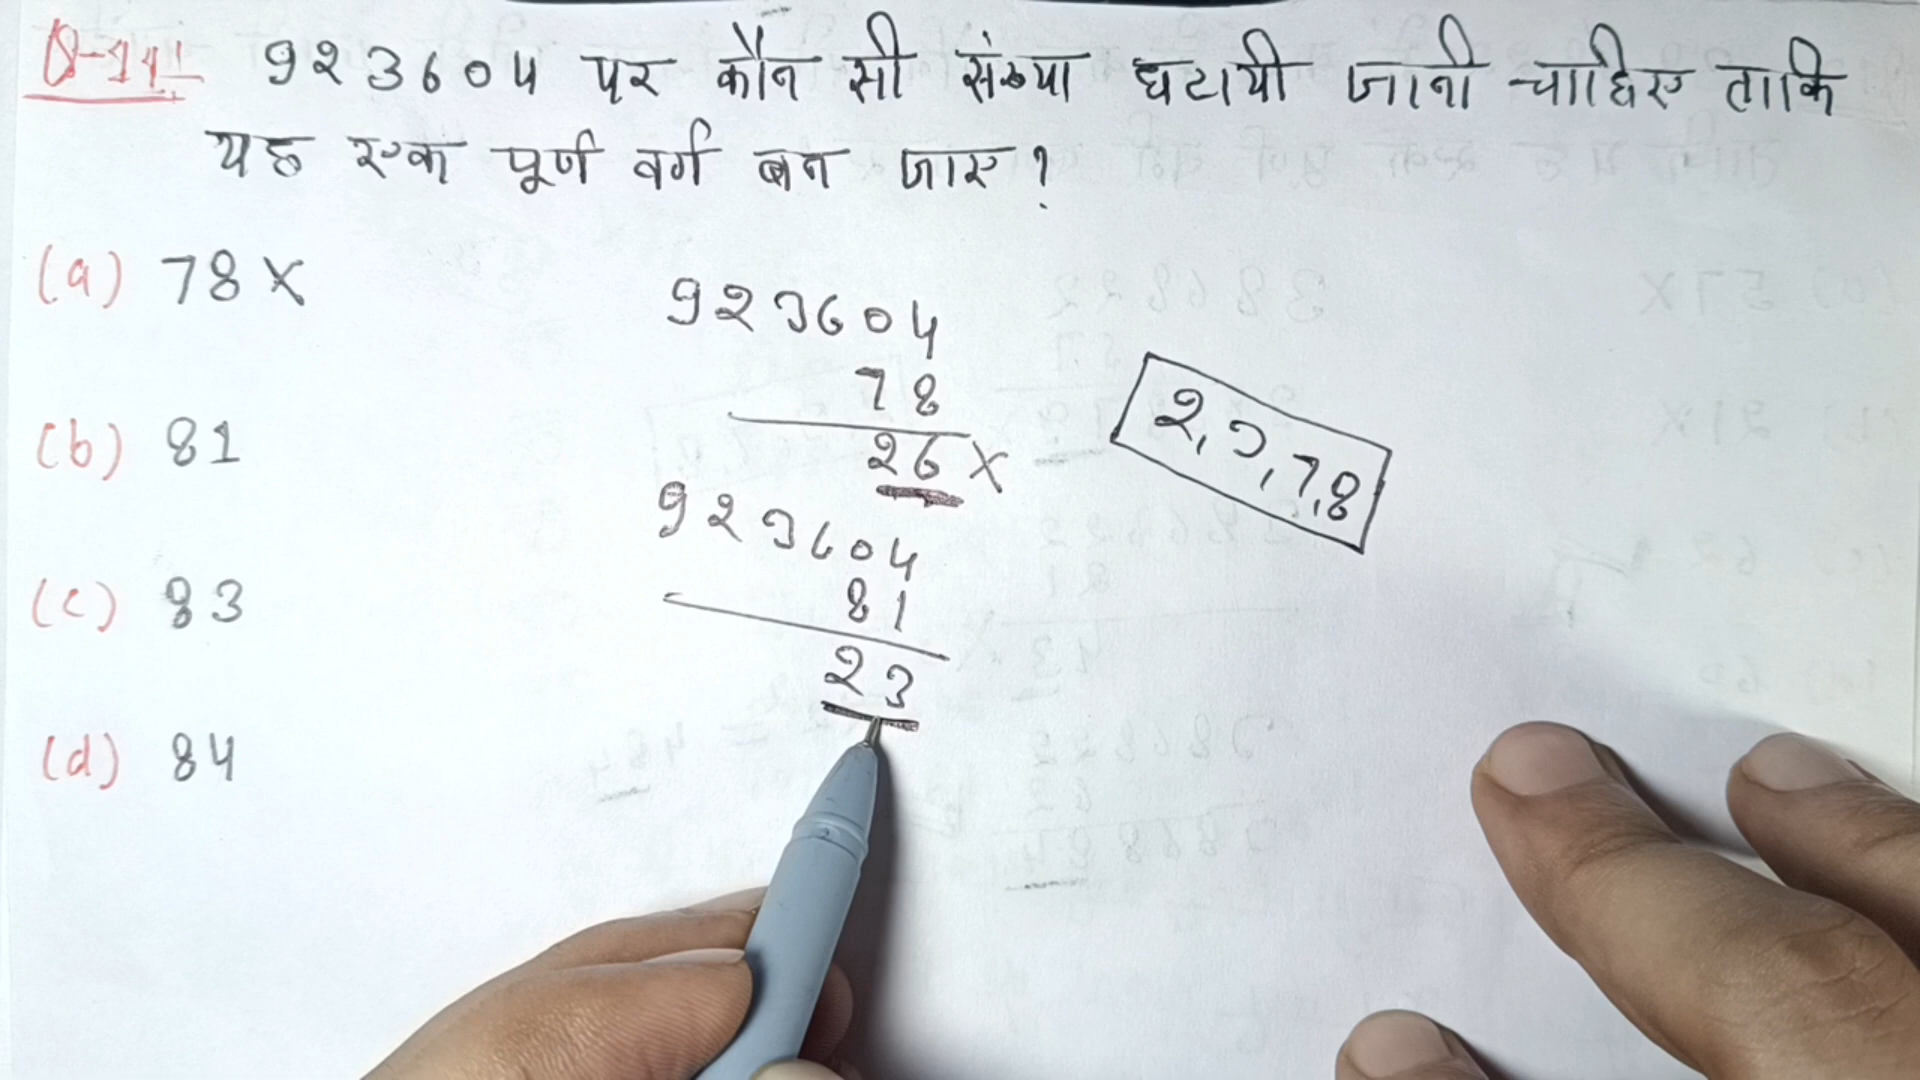 Q-11! 923604 पर कौन सी संख्या घटायी जानी चाहिए ताकि
यह एक पूर्ण वर्ग बन जाए ?
(a) 78 X
(b) 81
(c) 83
(d) 84
923604
78
26 X
923604
81
23
2, 3, 7, 8